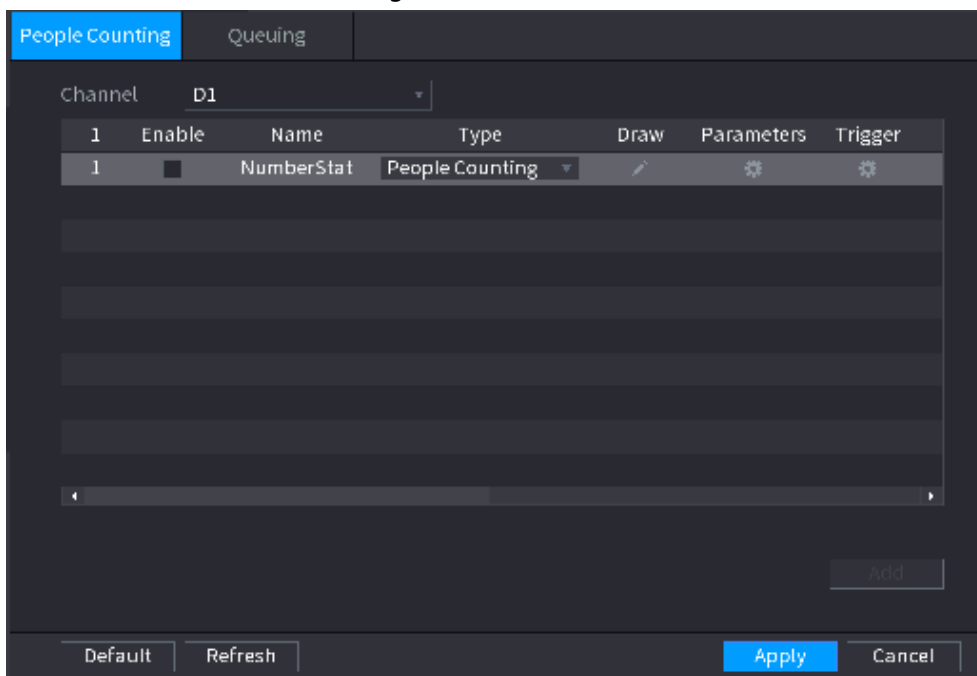 People Counting Queuing
Channel D1
1 Enable Name Type Draw Parameters Trigger
1 NumberStat People Counting
Add
Default Refresh Apply Cancel